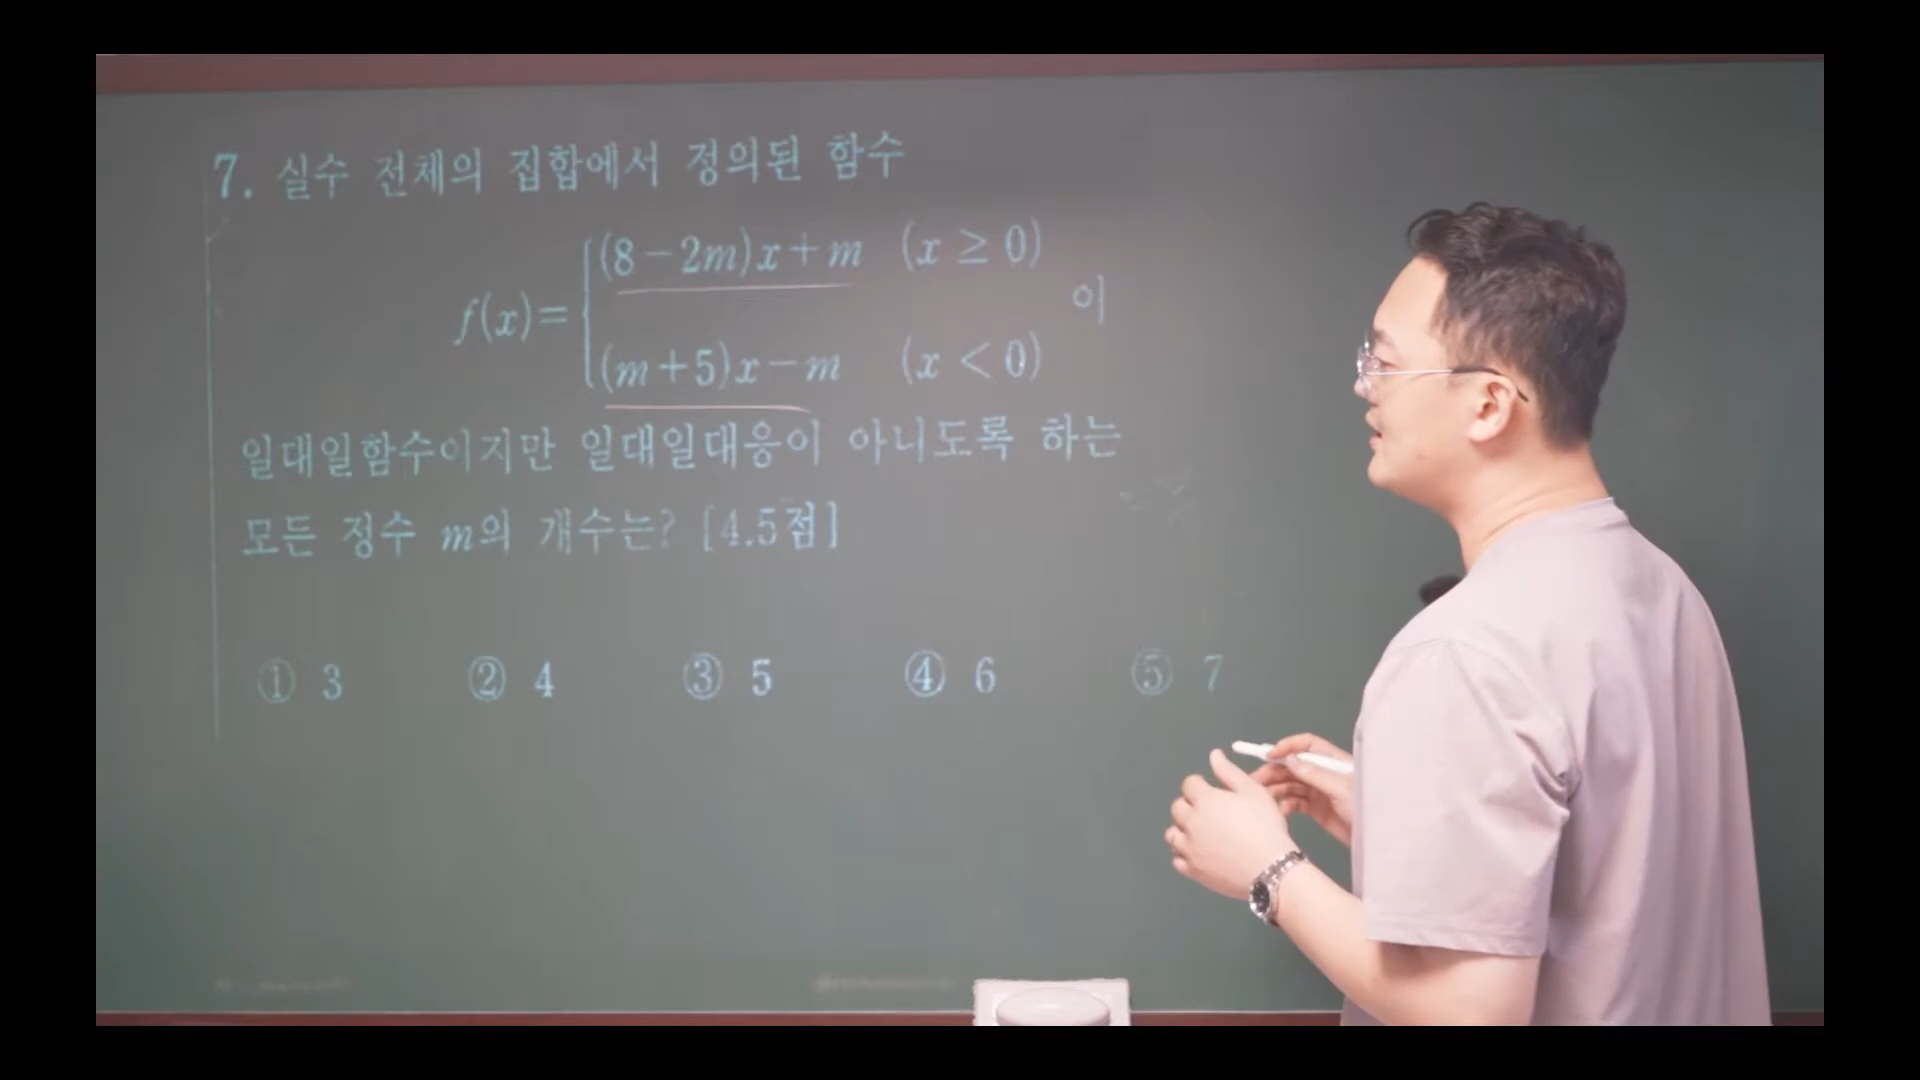 7. 실수 전체의 집합에서 정의된 함수
(8-2m)x+m (x ≥ 0)
f(x)= 이
(m+5)x-m (x < 0)
일대일함수이지만 일대일대응이 아니도록 하는
모든 정수 m의 개수는? [4.5점]
① 3 ② 4 ③ 5 ④ 6 ⑤ 7